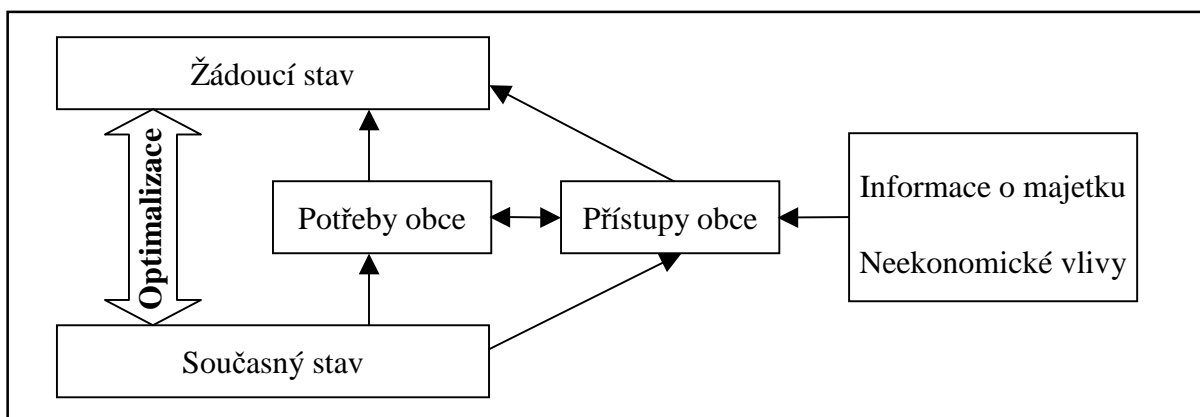 Žádoucí stav
Optimalizace
Potřeby obce
Přístupy obce
Informace o majetku
Neekonomické vlivy
Současný stav